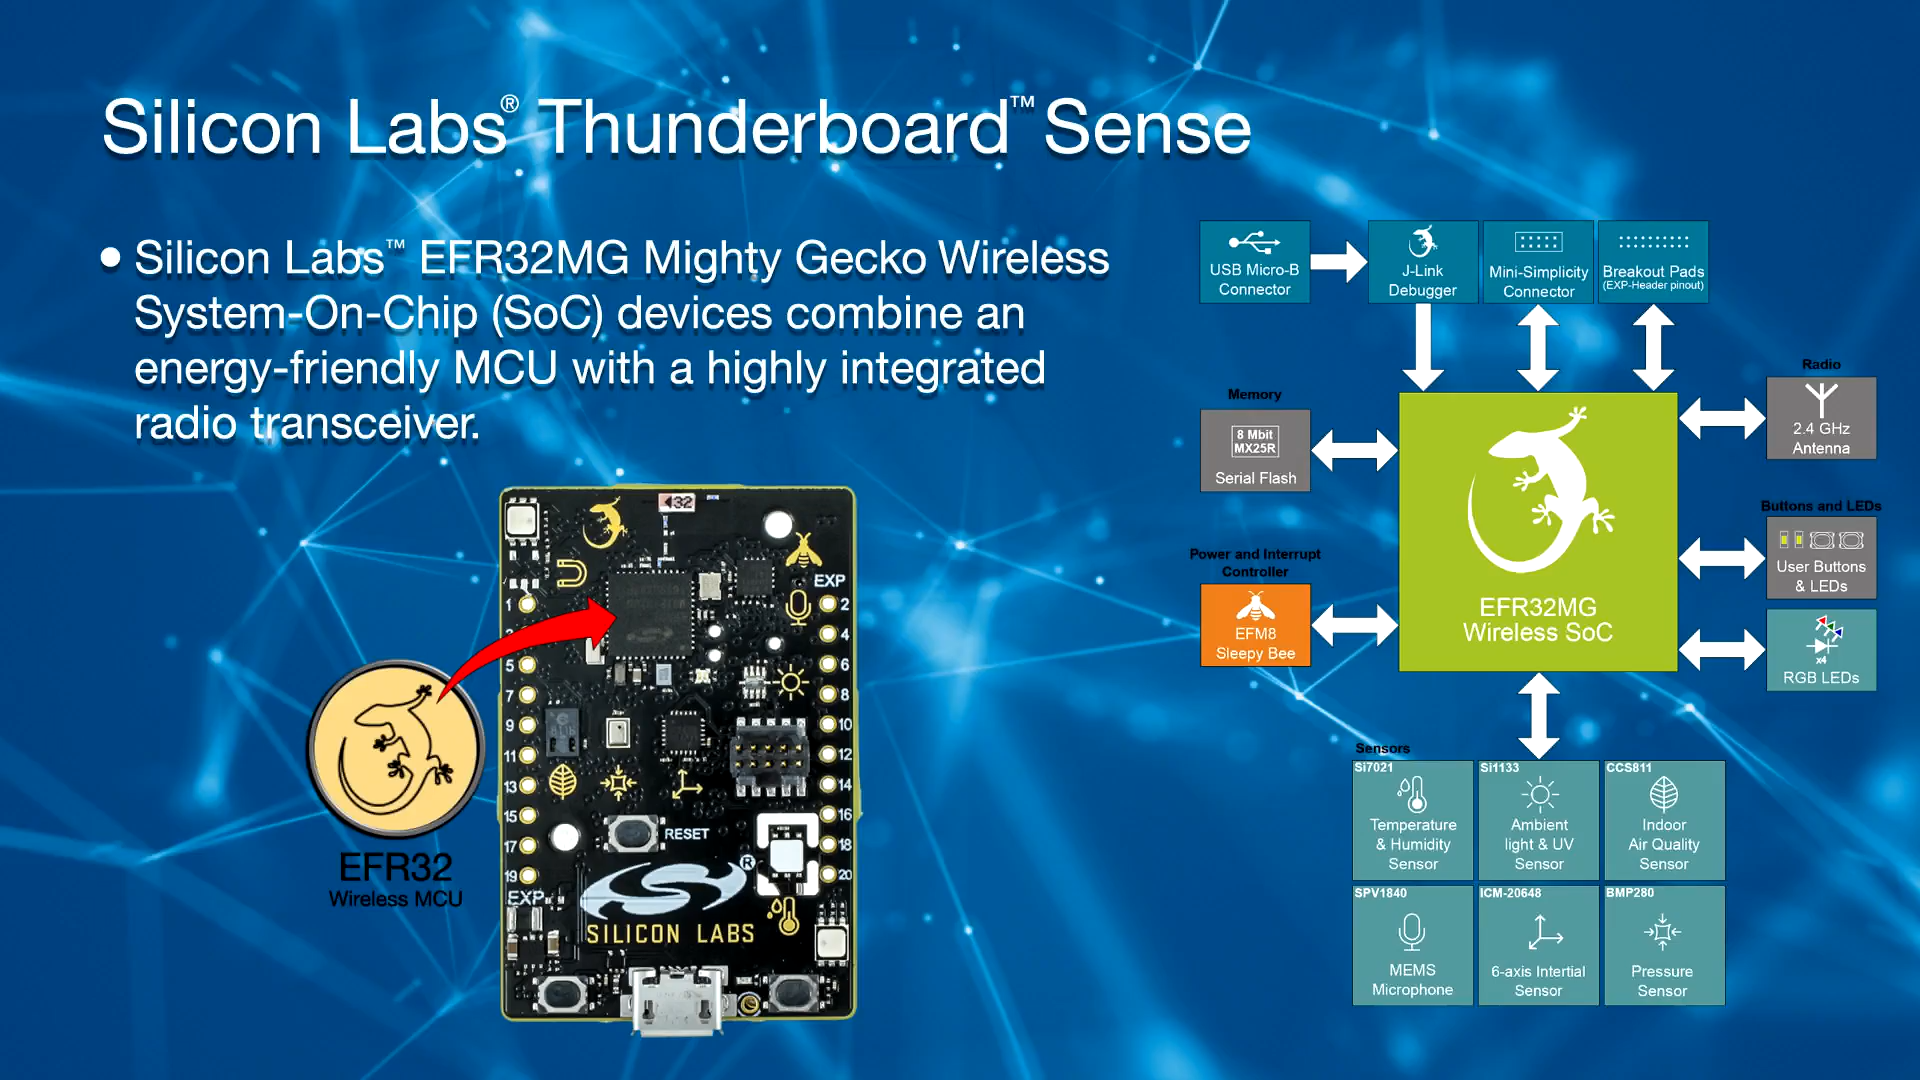 Silicon Labs® Thunderboard™ Sense
• Silicon Labs™ EFR32MG Mighty Gecko Wireless
System-On-Chip (SoC) devices combine an
energy-friendly MCU with a highly integrated
radio transceiver.
USB Micro-B
Connector
J-Link
Debugger
Mini-Simplicity
Connector
Breakout Pads
(EXP-Header pinout)
Memory
8 Mbit
MX25R
Serial Flash
Power and Interrupt
Controller
EFM8
Sleepy Bee
EFR32MG
Wireless SoC
Radio
2.4 GHz
Antenna
Buttons and LEDs
User Buttons
& LEDs
x4
RGB LEDs
Sensors
Si7021
Temperature
& Humidity
Sensor
Si1133
Ambient
light & UV
Sensor
CCS811
Indoor
Air Quality
Sensor
SPV1840
MEMS
Microphone
ICM-20648
6-axis Intertial
Sensor
BMP280
Pressure
Sensor
EFR32
Wireless MCU
32
EXP
1
2
4
5
6
7
8
9
10
11
12
13
14
15
16
17
18
19
20
RESET
EXP
®
SILICON LABS